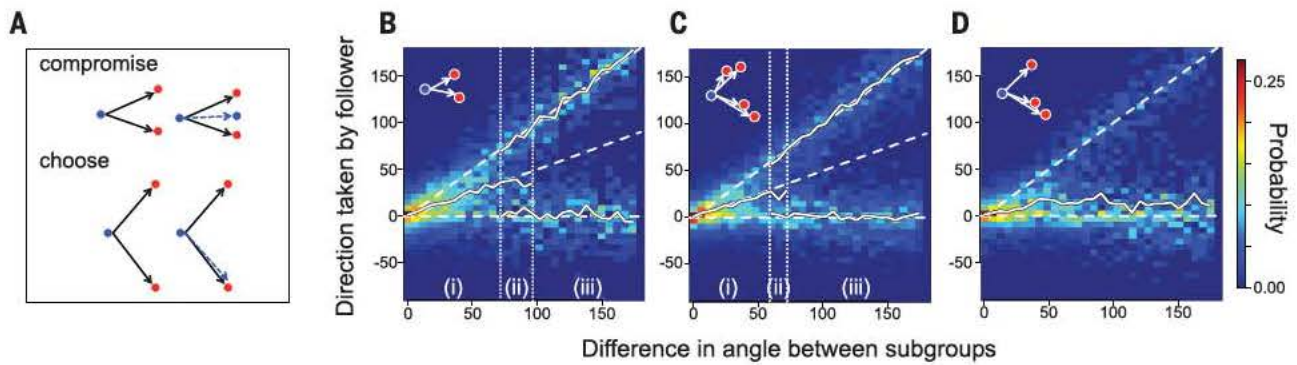 A
compromise
choose
B
C
D
Direction taken by follower
150
100
50
0
-50
(i)
(ii)
(iii)
0
50
100
150
150
100
50
0
-50
(i)
(ii)
(iii)
0
50
100
150
150
100
50
0
-50
0
50
100
150
0.25
0.00
Probability
Difference in angle between subgroups